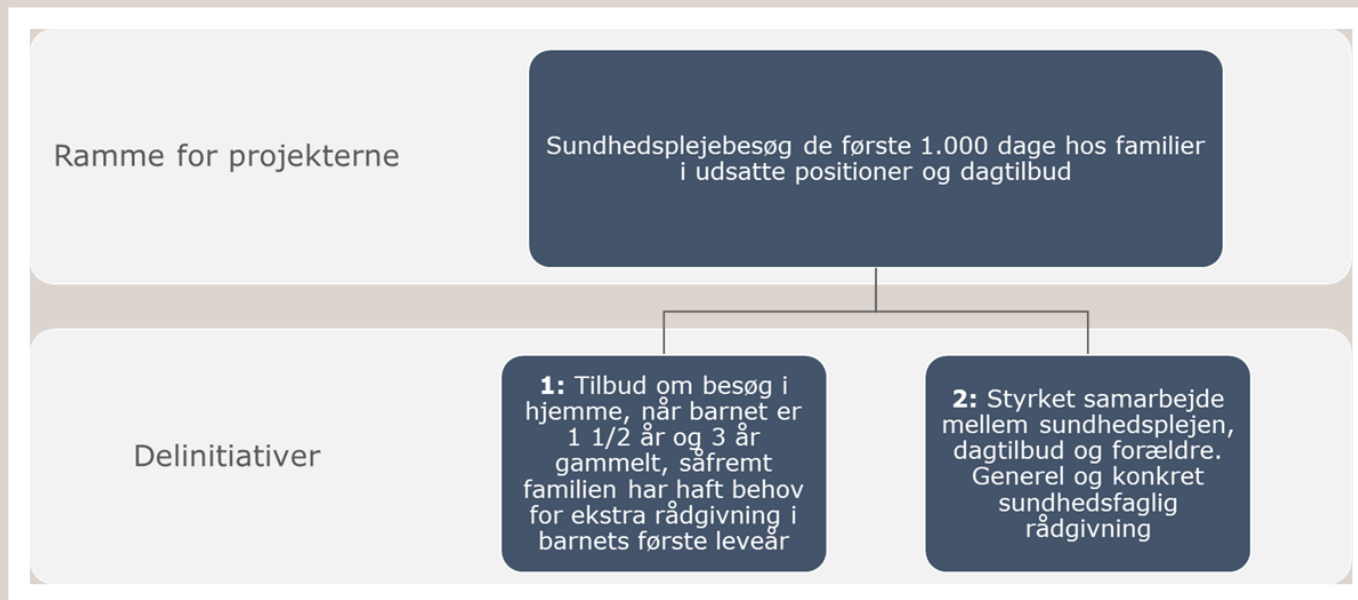 Ramme for projekterne
Sundhedsplejebesøg de første 1.000 dage hos familier
i udsatte positioner og dagtilbud
Delinitiativer
1: Tilbud om besøg i
hjemme, når barnet er
1 1/2 år og 3 år
gammelt, såfremt
familien har haft behov
for ekstra rådgivning i
barnets første leveår
2: Styrket samarbejde
mellem sundhedsplejen,
dagtilbud og forældre.
Generel og konkret
sundhedsfaglig
rådgivning